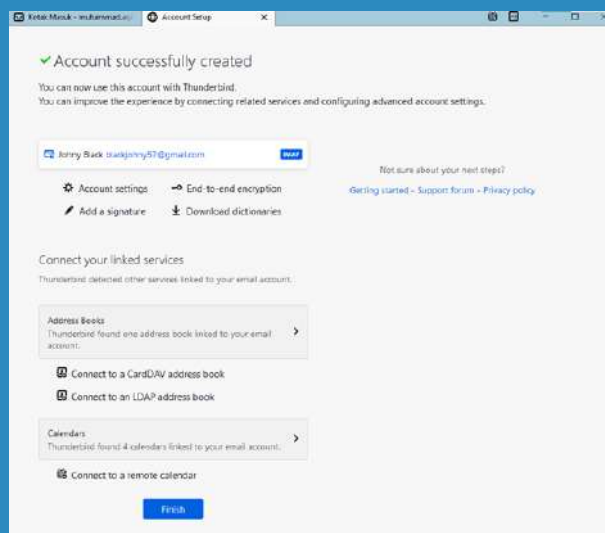 Kotak Masuk -
Account Setup
Account successfully created
You can now use this account with Thunderbird.
You can improve the experience by connecting related services and configuring advanced account settings.
Jonny Black blackjonny57@gmail.com IMAP
Account settings
End-to-end encryption
Add a signature
Download dictionaries
Not sure about your next steps?
Getting started - Support forum - Privacy policy
Connect your linked services
Thunderbird detected other services linked to your email account.
Address Books
Thunderbird found one address book linked to your email
account.
Connect to a CardDAV address book
Connect to an LDAP address book
Calendars
Thunderbird found 4 calendars linked to your email account.
Connect to a remote calendar
Finish